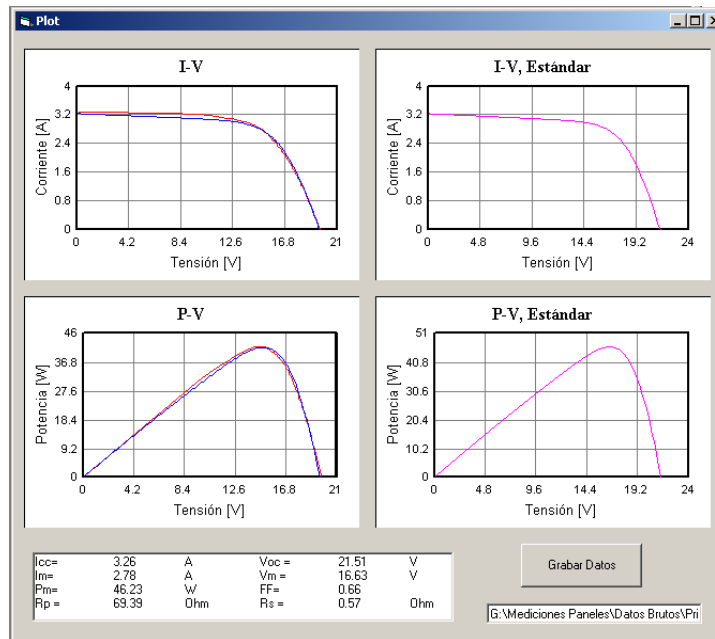 Plot
I-V
Corriente [A]
4
3.2
2.4
1.6
0.8
0
0 4.2 8.4 12.6 16.8 21
Tensión [V]
I-V, Estándar
Corriente [A]
4
3.2
2.4
1.6
0.8
0
0 4.8 9.6 14.4 19.2 24
Tensión [V]
P-V
Potencia [W]
46
36.8
27.6
18.4
9.2
0
0 4.2 8.4 12.6 16.8 21
Tensión [V]
P-V, Estándar
Potencia [W]
51
40.8
30.6
20.4
10.2
0
0 4.8 9.6 14.4 19.2 24
Tensión [V]
Icc= 3.26 A Voc = 21.51 V
Im= 2.78 A Vm = 16.63 V
Pm= 46.23 W FF= 0.66
Rp = 69.39 Ohm Rs = 0.57 Ohm
Grabar Datos
G:\Mediciones Paneles\Datos Brutos\Pri